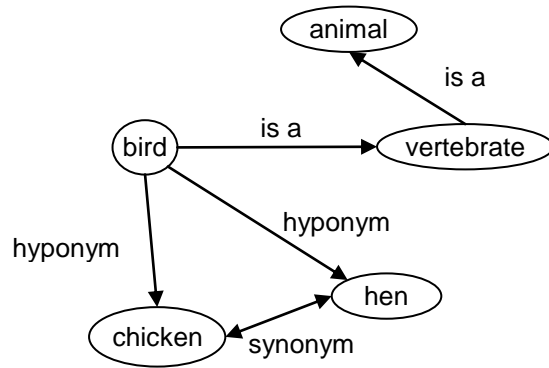 animal
is a
is a
bird
vertebrate
hyponym
hyponym
hen
chicken
synonym